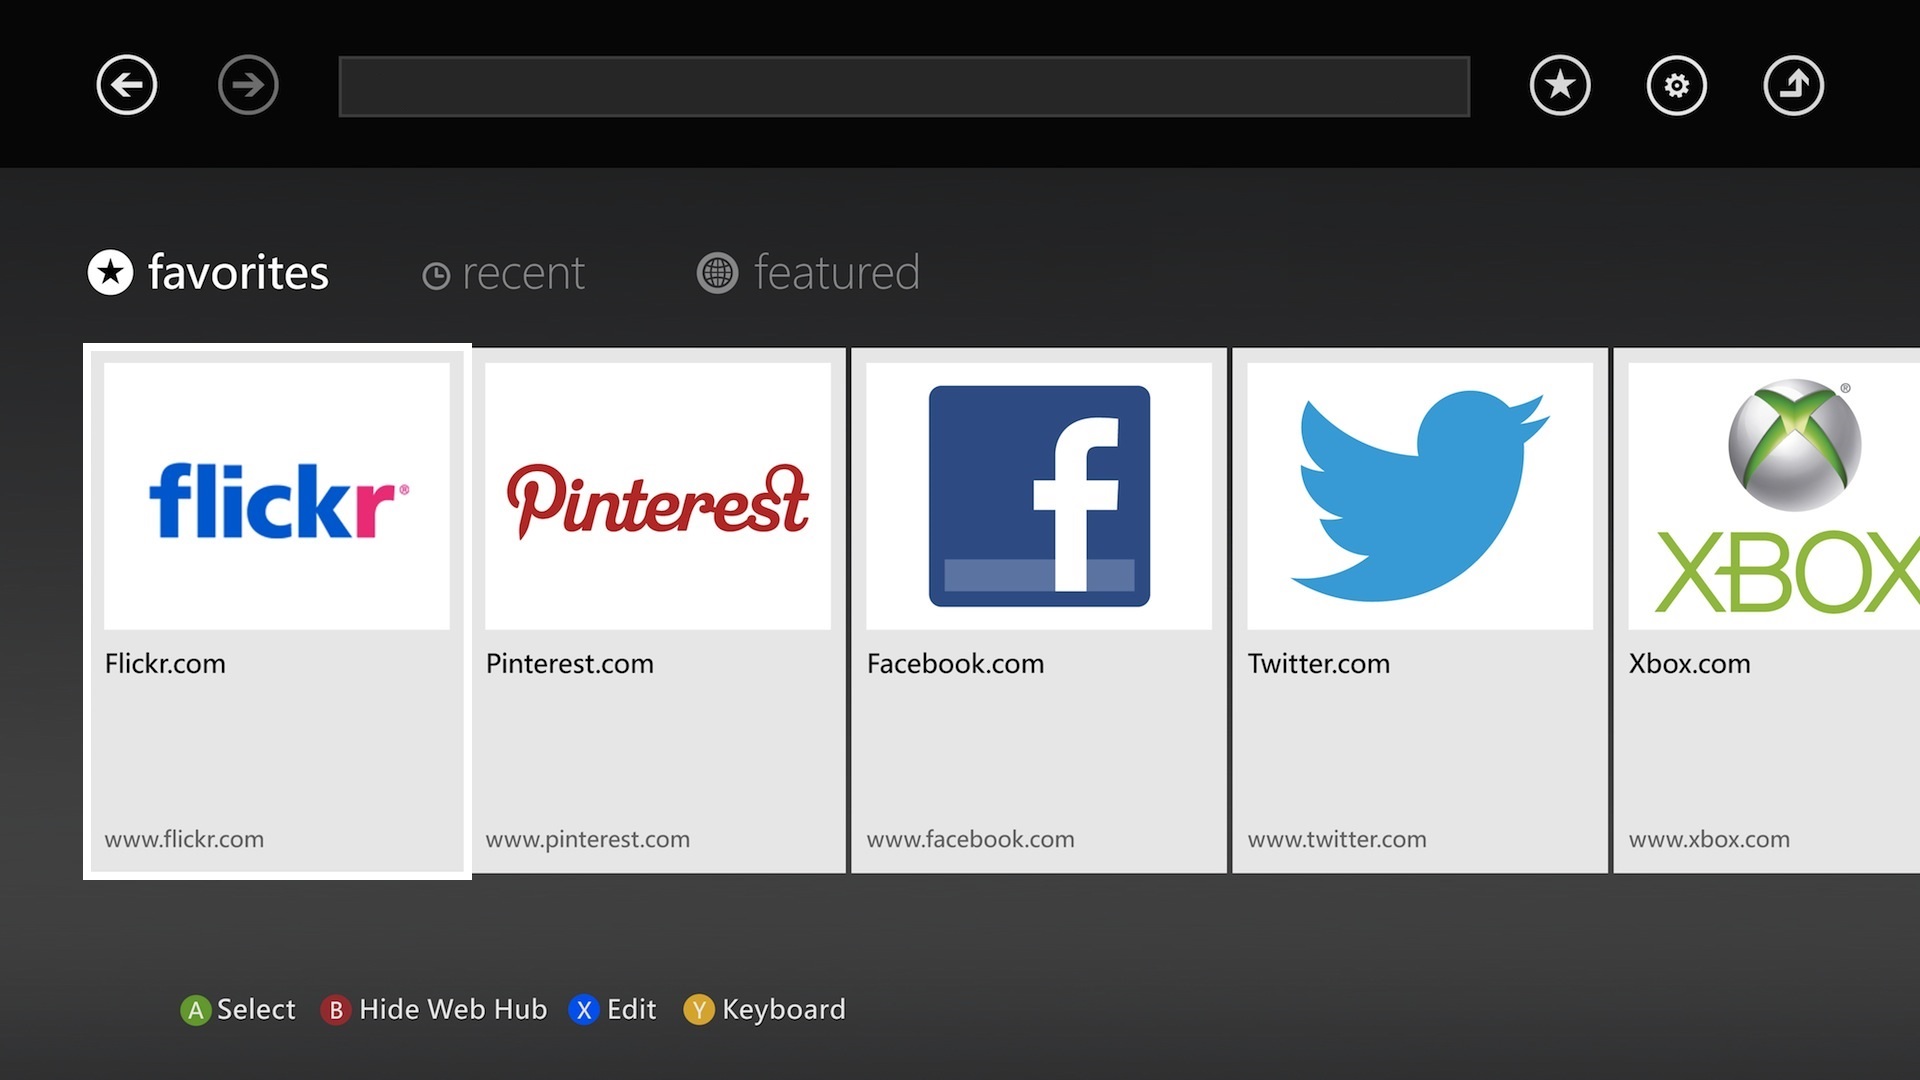 favorites recent featured
flickr®
Pinterest
f
®
XBOX
Flickr.com
Pinterest.com
Facebook.com
Twitter.com
Xbox.com
www.flickr.com
www.pinterest.com
www.facebook.com
www.twitter.com
www.xbox.com
A Select B Hide Web Hub X Edit Y Keyboard